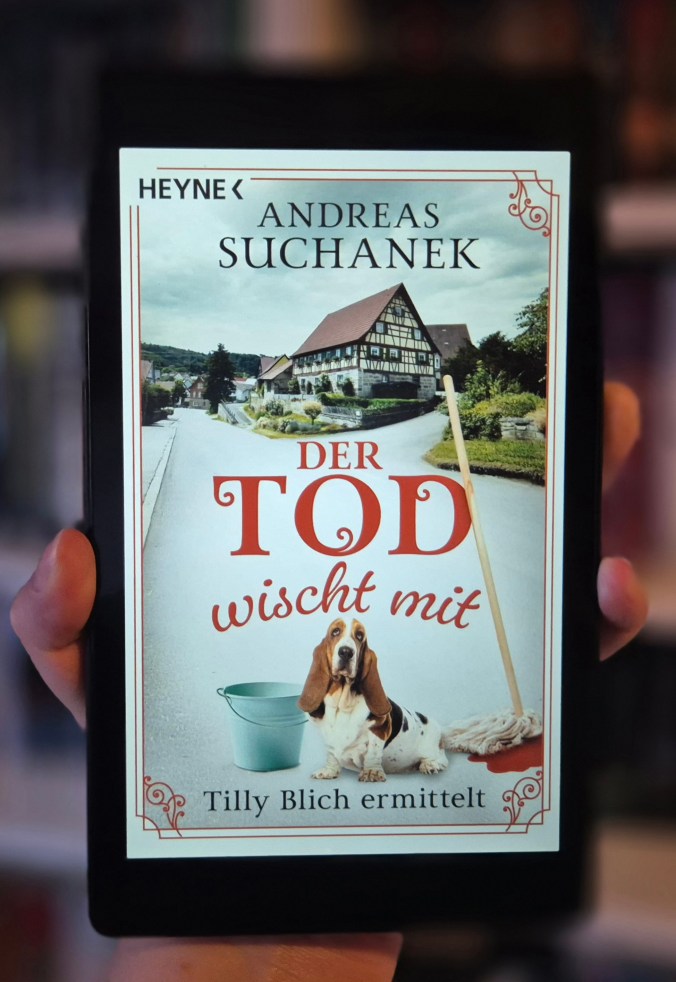 HEYNE
ANDREAS
SUCHANEK
DER
TOD
wischt mit
Tilly Blich ermittelt